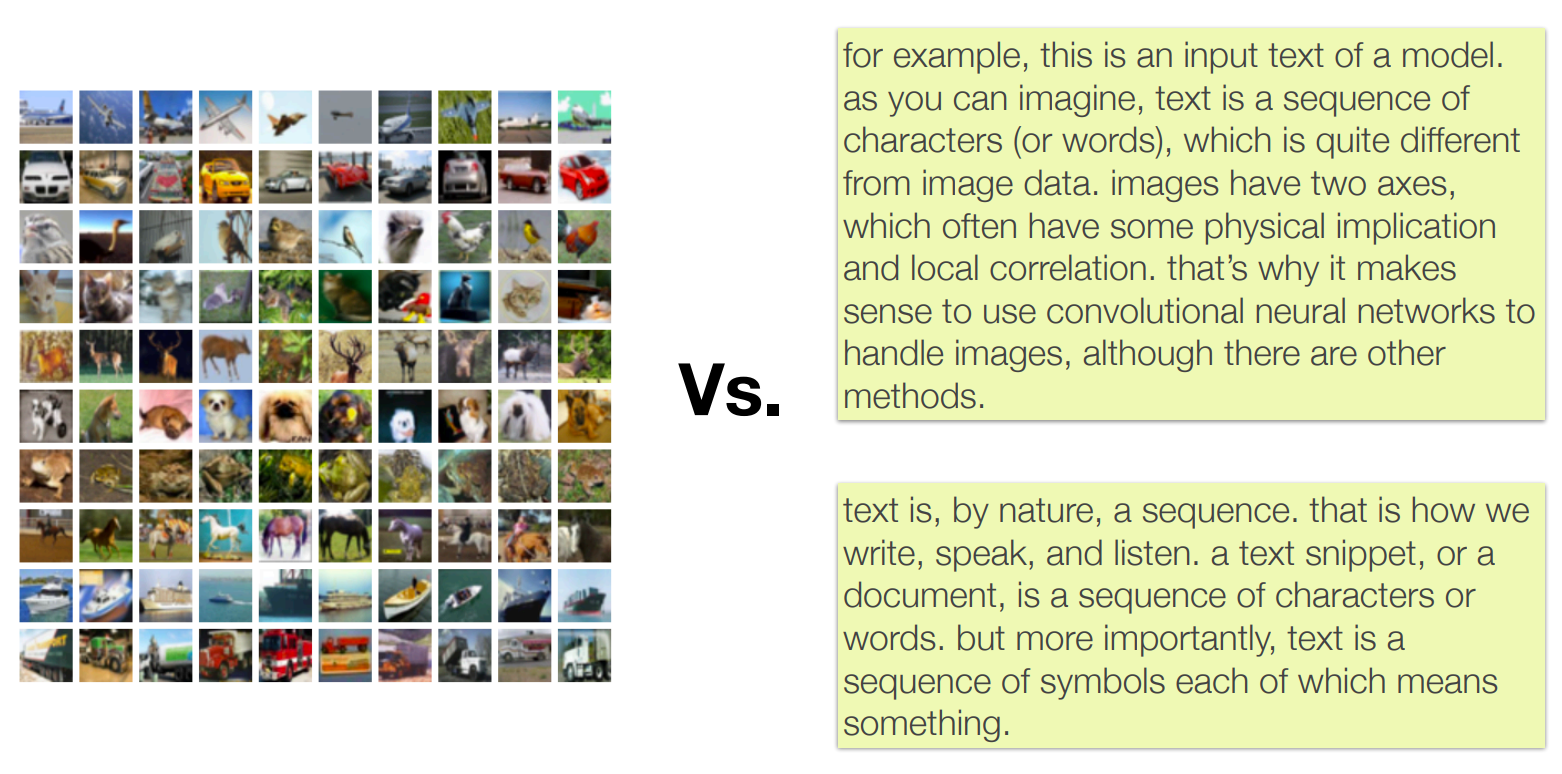 Vs.
for example, this is an input text of a model.
as you can imagine, text is a sequence of
characters (or words), which is quite different
from image data. images have two axes,
which often have some physical implication
and local correlation. that’s why it makes
sense to use convolutional neural networks to
handle images, although there are other
methods.
text is, by nature, a sequence. that is how we
write, speak, and listen. a text snippet, or a
document, is a sequence of characters or
words. but more importantly, text is a
sequence of symbols each of which means
something.